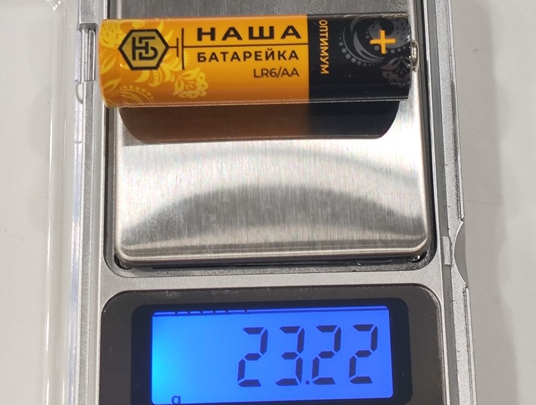 НАША
БАТАРЕЙКА
LR6/AA
ОПТИМУМ
+
23.22
g